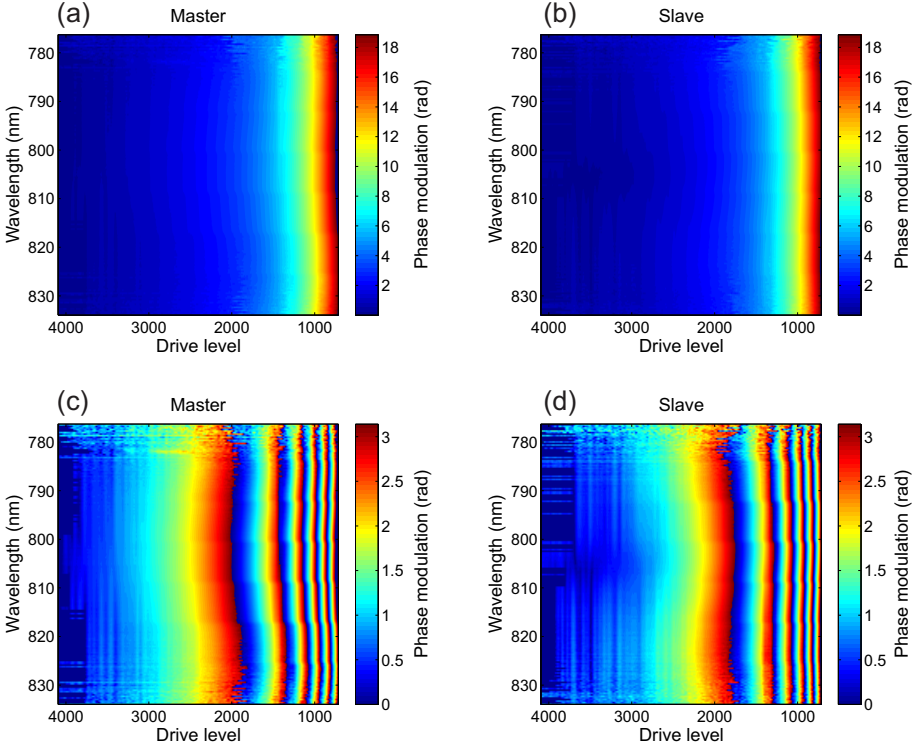 (a) Master
780
790
800
810
820
830
Wavelength (nm)
4000 3000 2000 1000
Drive level
18
16
14
12
10
8
6
4
2
Phase modulation (rad)
(b) Slave
780
790
800
810
820
830
Wavelength (nm)
4000 3000 2000 1000
Drive level
18
16
14
12
10
8
6
4
2
Phase modulation (rad)
(c) Master
780
790
800
810
820
830
Wavelength (nm)
4000 3000 2000 1000
Drive level
3
2.5
2
1.5
1
0.5
0
Phase modulation (rad)
(d) Slave
780
790
800
810
820
830
Wavelength (nm)
4000 3000 2000 1000
Drive level
3
2.5
2
1.5
1
0.5
0
Phase modulation (rad)